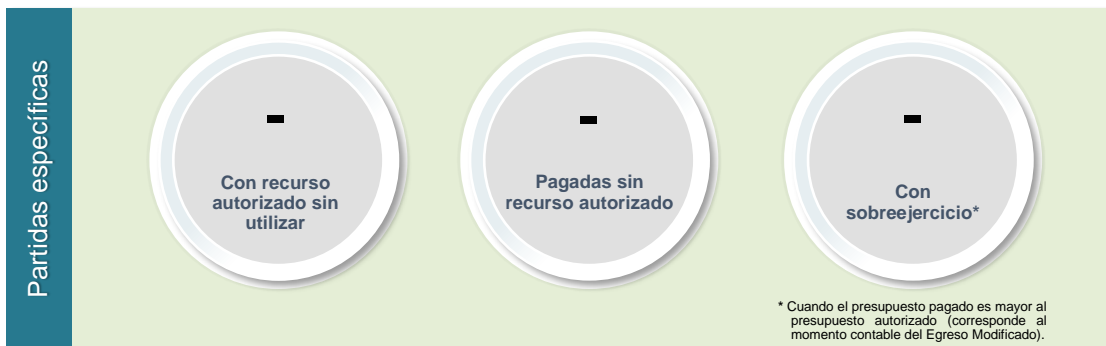 Partidas específicas
-
Con recurso
autorizado sin
utilizar
-
Pagadas sin
recurso autorizado
-
Con
sobreejercicio*
* Cuando el presupuesto pagado es mayor al
presupuesto autorizado (corresponde al
momento contable del Egreso Modificado).